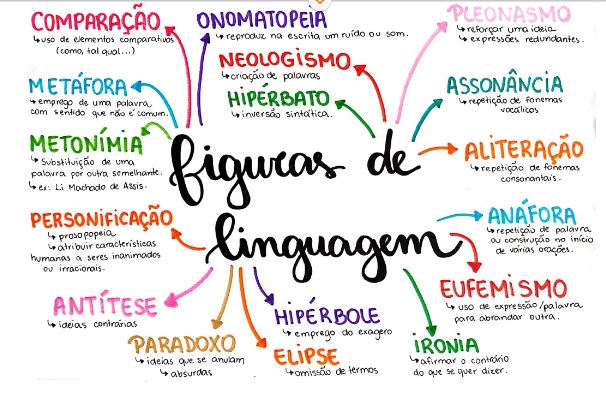 COMPARAÇÃO
↳ uso de elementos comparativos
(como, tal qual...)
ONOMATOPEIA
↳ reproduz na escrita, um ruído ou som.
PLEONASMO
↳ reforçar uma ideia
↳ expressões redundantes.
NEOLOGISMO
↳ criação de palavras
METÁFORA
↳ emprego de uma palavra
com sentido que não é comum.
HIPÉRBATO
↳ inversão sintática.
ASSONÂNCIA
↳ repetição de fonemas
vocálicos
METONÍMIA
↳ Substituição de uma
palavra por outra semelhante.
↳ ex: Li Machado de Assis.
ALITERAÇÃO
↳ repetição de fonemas
consonantais.
figuras de
linguagem
PERSONIFICAÇÃO
↳ prosopopeia
↳ atribuir características
humanas a seres inanimados
ou irracionais.
ANÁFORA
↳ repetição de palavra
ou construção no início
de várias orações.
EUFEMISMO
↳ uso de expressão/palavra
para abrandar outra.
ANTÍTESE
↳ ideias contrárias
HIPÉRBOLE
↳ emprego do exagero
PARADOXO
↳ ideias que se anulam
↳ absurdas
ELIPSE
↳ omissão de termos
IRONIA
↳ afirmar o contrário
do que se quer dizer.